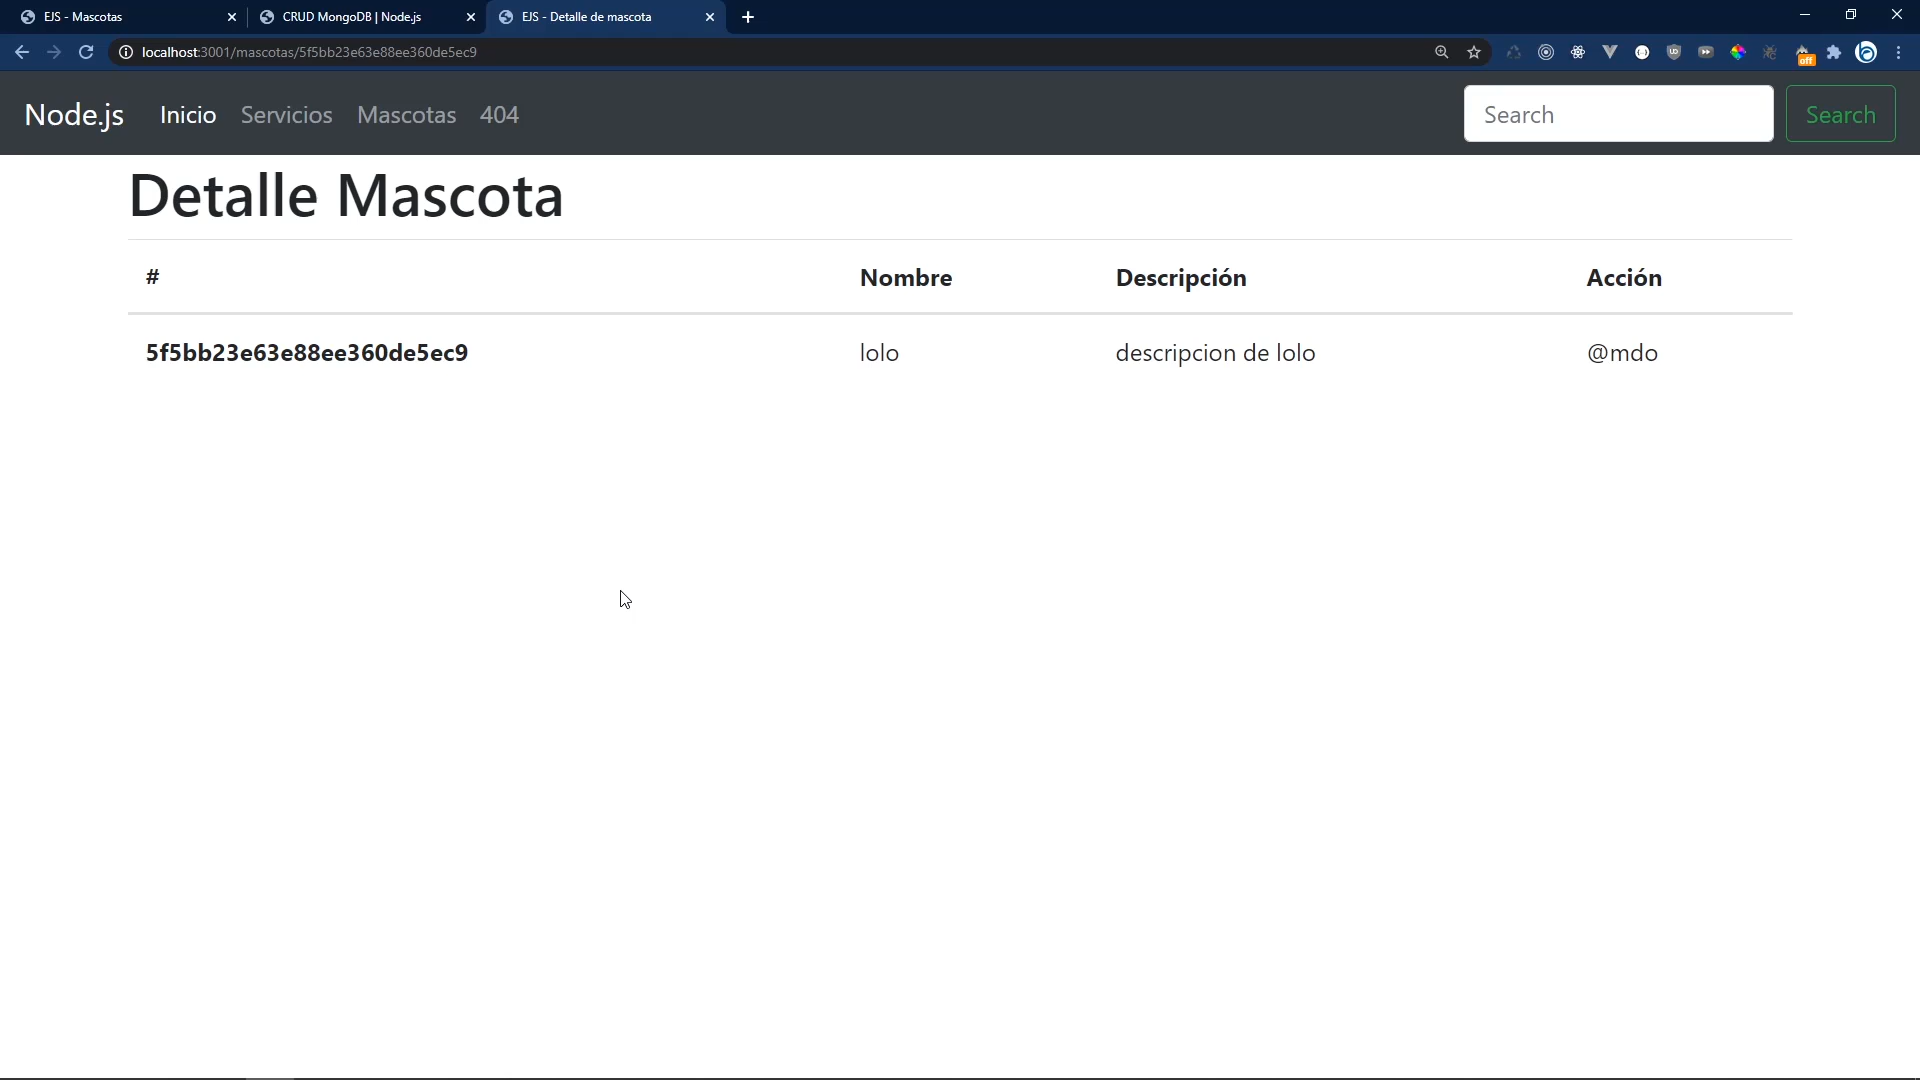 EJS - Mascotas
CRUD MongoDB | Node.js
EJS - Detalle de mascota
localhost:3001/mascotas/5f5bb23e63e88ee360de5ec9
off
Node.js Inicio Servicios Mascotas 404
Search Search
Detalle Mascota
# Nombre Descripción Acción
5f5bb23e63e88ee360de5ec9 lolo descripcion de lolo @mdo